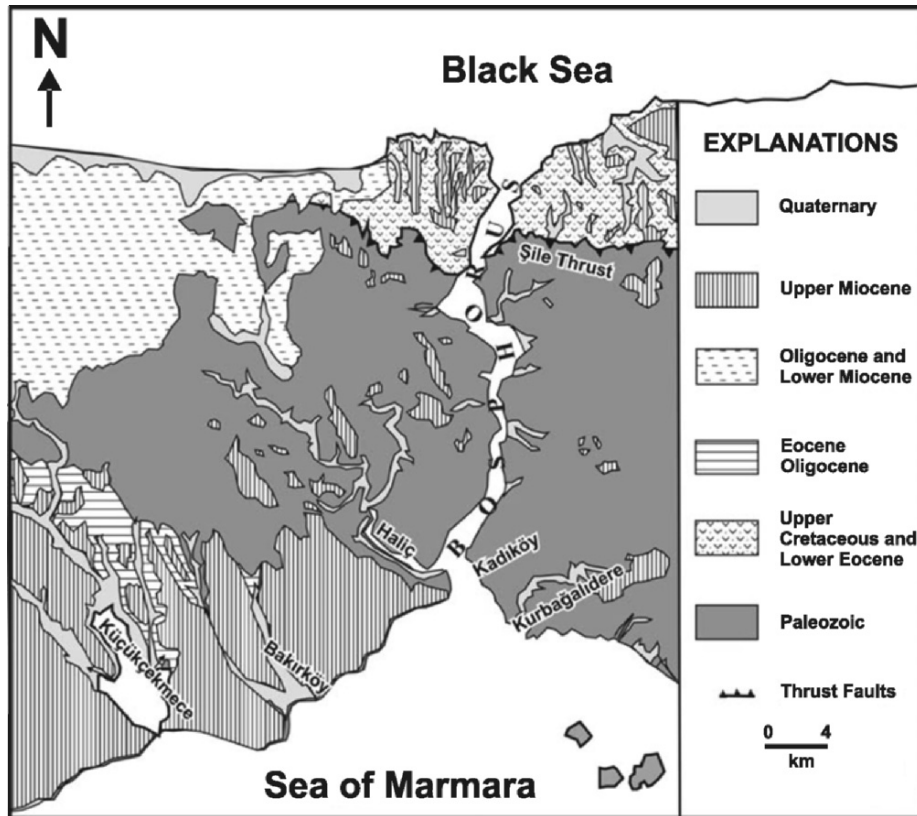 N
Black Sea
EXPLANATIONS
Quaternary
Upper Miocene
Oligocene and
Lower Miocene
Eocene
Oligocene
Upper
Cretaceous and
Lower Eocene
Paleozoic
Thrust Faults
0 4
km
Şile Thrust
BOSPHORUS
Haliç
Kadıköy
Kurbağalıdere
Küçükçekmece
Bakırköy
Sea of Marmara